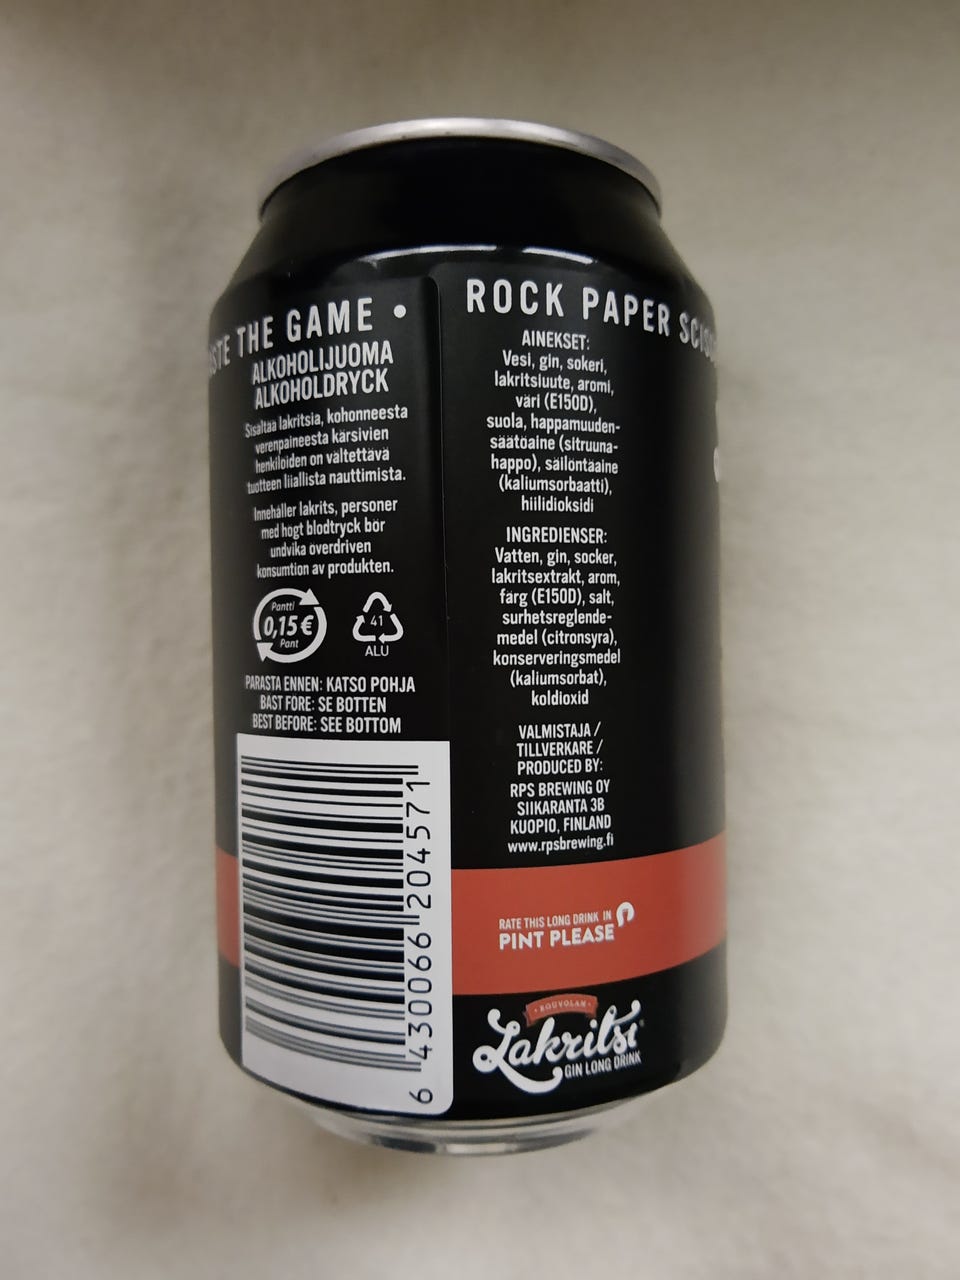 THE GAME •
ALKOHOLIJUOMA
ALKOHOLDRYCK
Sisältää lakritsia, kohonneesta
verenpaineesta kärsivien
henkilöiden on vältettävä
tuotteen liiallista nauttimista.
Innehåller lakrits, personer
med högt blodtryck bör
undvika överdriven
konsumtion av produkten.
Pantti
0,15 €
Pant
41
ALU
PARASTA ENNEN: KATSO POHJA
BÄST FÖRE: SE BOTTEN
BEST BEFORE: SEE BOTTOM
6 430066 204571
ROCK PAPER
AINEKSET:
Vesi, gin, sokeri,
lakritsiuute, aromi,
väri (E150D),
suola, happamuuden-
säätöaine (sitruuna-
happo), säilöntäaine
(kaliumsorbaatti),
hiilidioksidi
INGREDIENSER:
Vatten, gin, socker,
lakritsextrakt, arom,
färg (E150D), salt,
surhetsreglende-
medel (citronsyra),
konserveringsmedel
(kaliumsorbat),
koldioxid
VALMISTAJA /
TILLVERKARE /
PRODUCED BY:
RPS BREWING OY
SIIKARANTA 3B
KUOPIO, FINLAND
www.rpsbrewing.fi
RATE THIS LONG DRINK IN
PINT PLEASE
• KOUVOLAN •
Lakritsi
GIN LONG DRINK